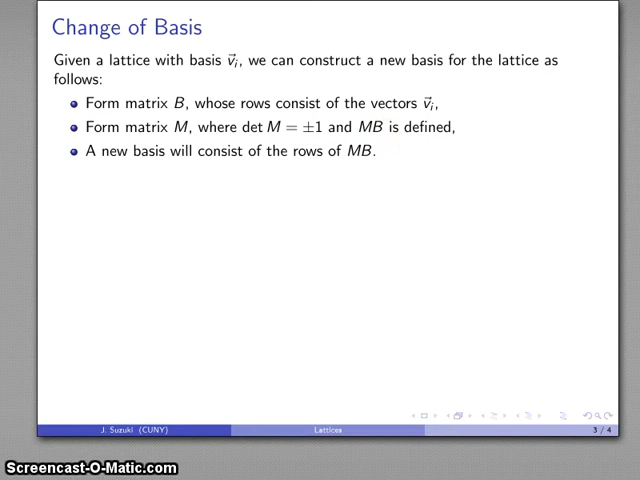 Change of Basis
Given a lattice with basis v⃗ᵢ, we can construct a new basis for the lattice as
follows:
Form matrix B, whose rows consist of the vectors v⃗ᵢ,
Form matrix M, where det M = ±1 and MB is defined,
A new basis will consist of the rows of MB.
J. Suzuki (CUNY) Lattices 3 / 4
Screencast-O-Matic.com